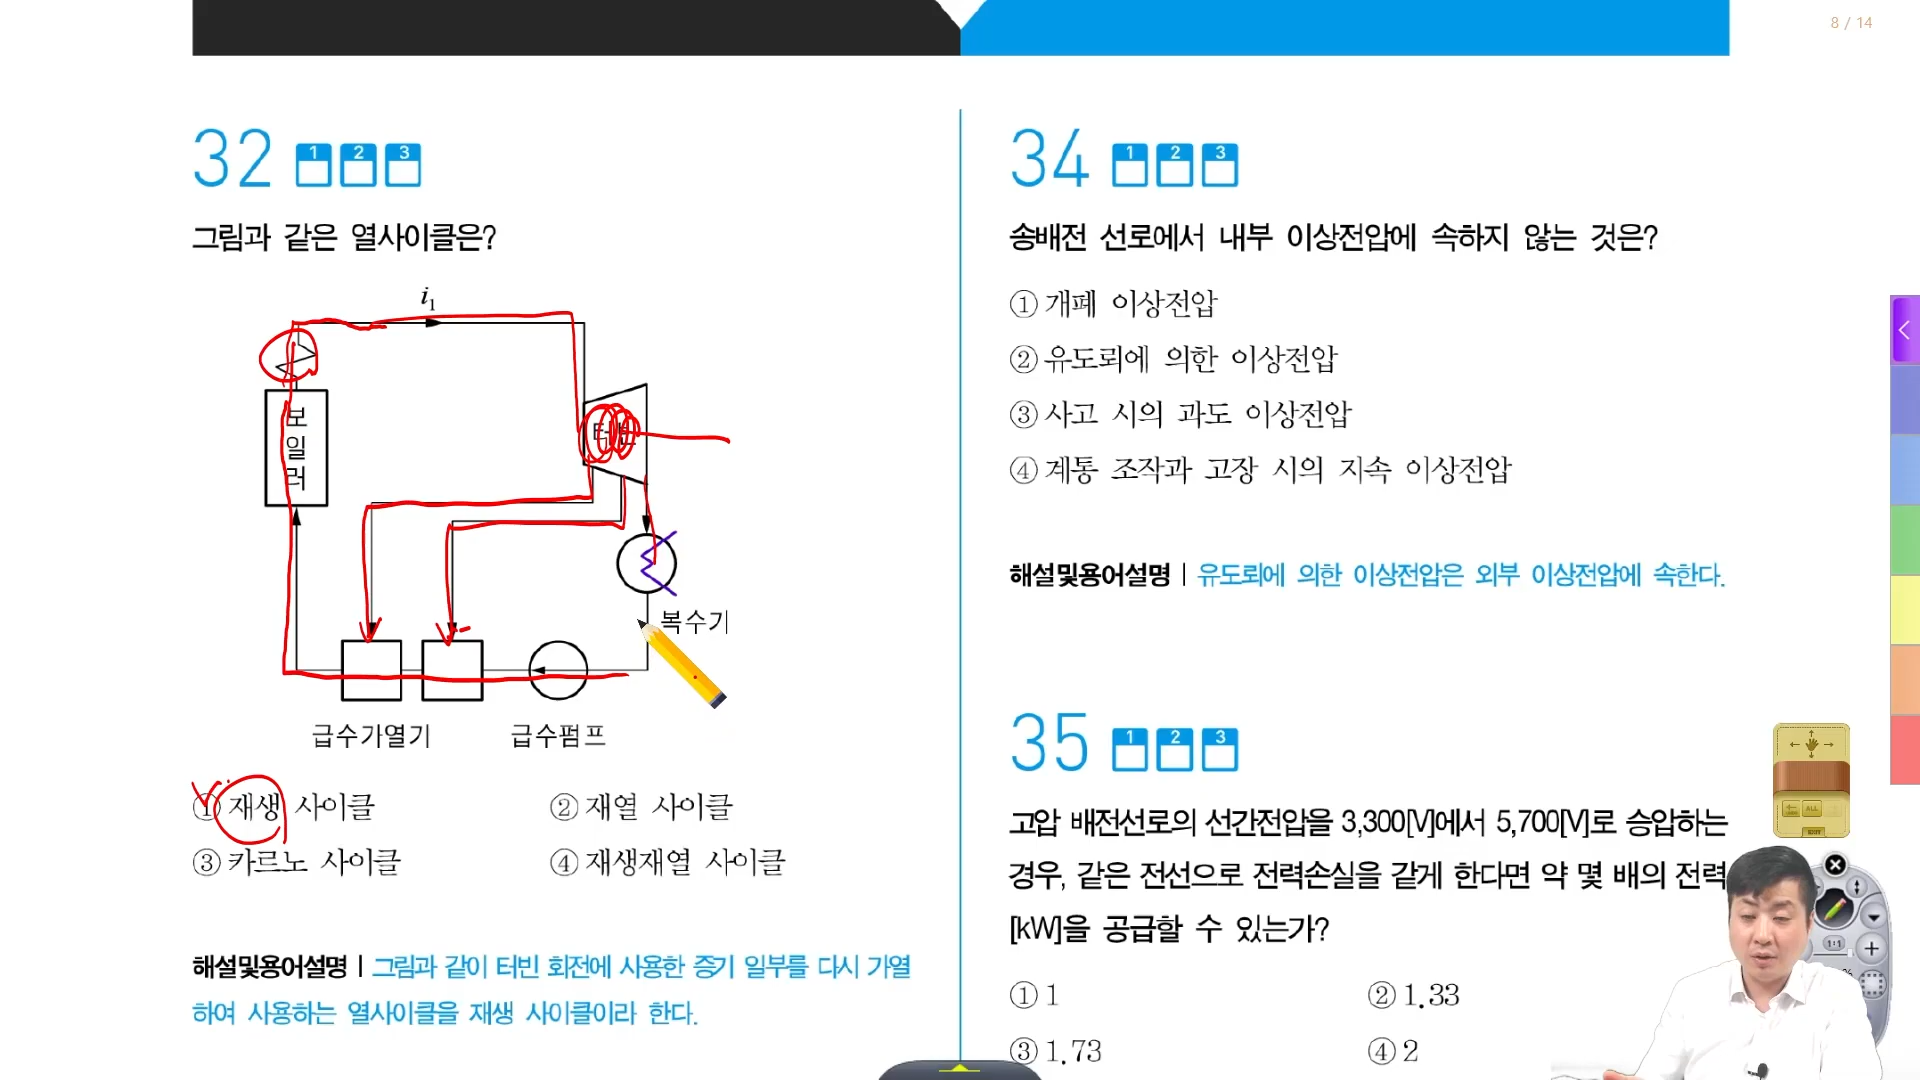 8 / 14
32 1 2 3
그림과 같은 열사이클은?
i1
보일러
터빈
복수기
급수가열기
급수펌프
① 재생 사이클
② 재열 사이클
③ 카르노 사이클
④ 재생재열 사이클
해설및용어설명 | 그림과 같이 터빈 회전에 사용한 증기 일부를 다시 가열
하여 사용하는 열사이클을 재생 사이클이라 한다.
34 1 2 3
송배전 선로에서 내부 이상전압에 속하지 않는 것은?
① 개폐 이상전압
② 유도뢰에 의한 이상전압
③ 사고 시의 과도 이상전압
④ 계통 조작과 고장 시의 지속 이상전압
해설및용어설명 | 유도뢰에 의한 이상전압은 외부 이상전압에 속한다.
35 1 2 3
고압 배전선로의 선간전압을 3,300[V]에서 5,700[V]로 승압하는
경우, 같은 전선으로 전력손실을 같게 한다면 약 몇 배의 전력
[kW]을 공급할 수 있는가?
① 1
② 1.33
③ 1.73
④ 2
ALL
1:1
%